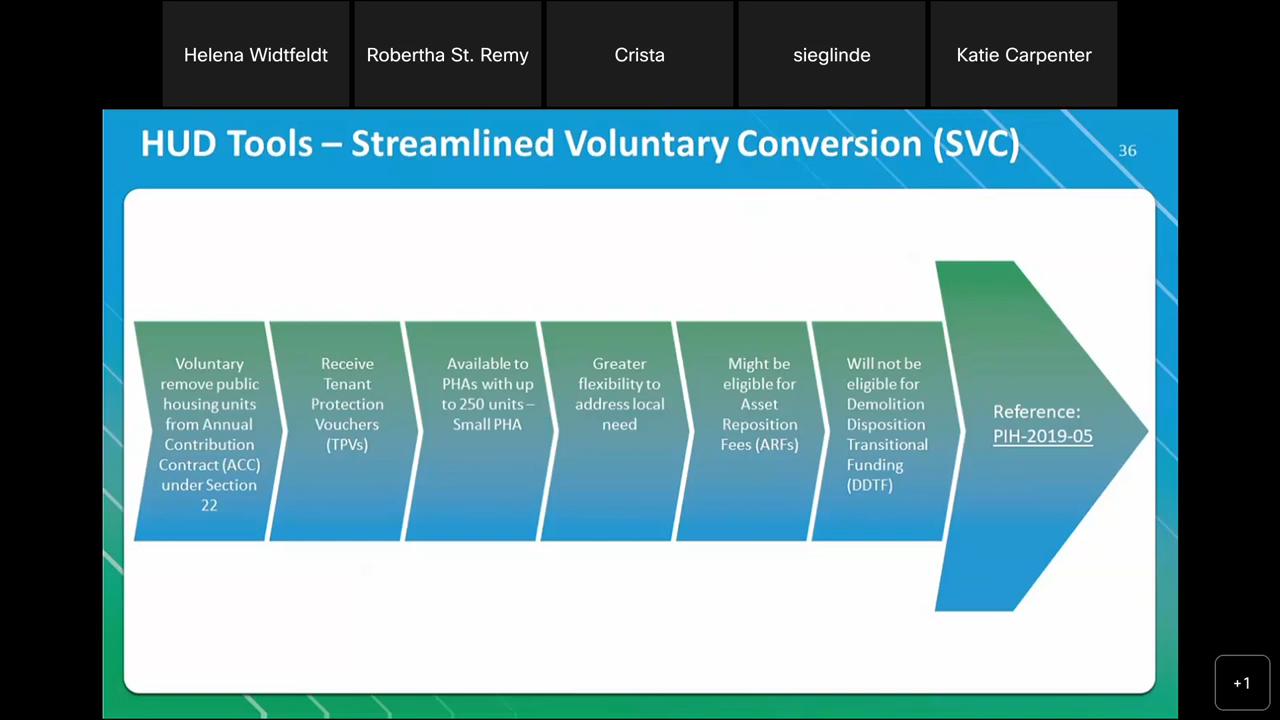 Helena Widtfeldt
Robertha St. Remy
Crista
sieglinde
Katie Carpenter
HUD Tools – Streamlined Voluntary Conversion (SVC)
36
Voluntary
remove public
housing units
from Annual
Contribution
Contract (ACC)
under Section
22
Receive
Tenant
Protection
Vouchers
(TPVs)
Available to
PHAs with up
to 250 units –
Small PHA
Greater
flexibility to
address local
need
Might be
eligible for
Asset
Reposition
Fees (ARFs)
Will not be
eligible for
Demolition
Disposition
Transitional
Funding
(DDTF)
Reference:
PIH-2019-05
+1